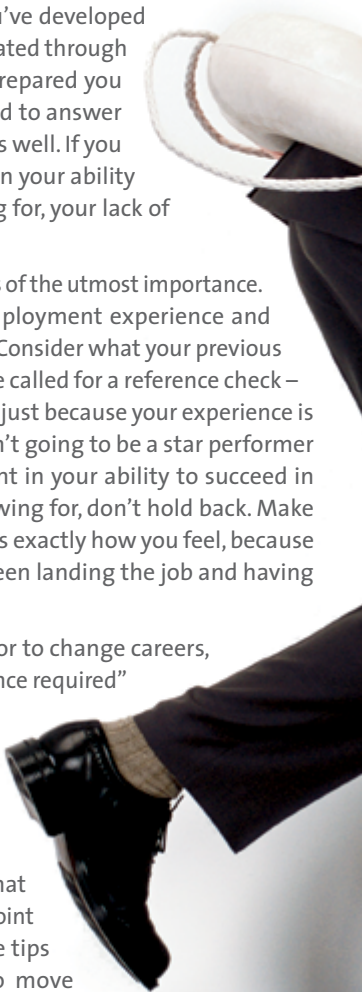 u've developed
ated through
repared you
d to answer
s well. If you
n your ability
g for, your lack of
s of the utmost importance.
ployment experience and
Consider what your previous
e called for a reference check –
just because your experience is
n't going to be a star performer
nt in your ability to succeed in
wing for, don't hold back. Make
s exactly how you feel, because
een landing the job and having
or to change careers,
nce required”
hat
oint
e tips
o move